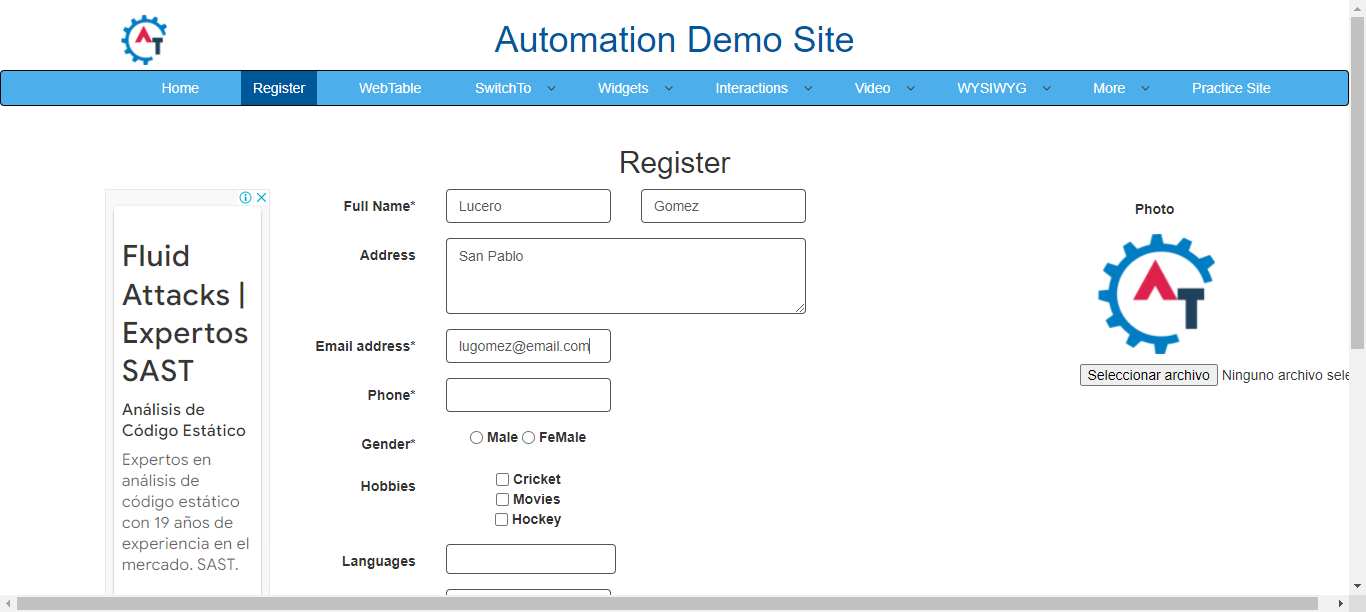 AT
Automation Demo Site
Home Register WebTable SwitchTo Widgets Interactions Video WYSIWYG More Practice Site
Register
Fluid
Attacks |
Expertos
SAST
Análisis de
Código Estático
Expertos en
análisis de
código estático
con 19 años de
experiencia en el
mercado. SAST.
Full Name* Lucero Gomez
Address San Pablo
Email address* lugomez@email.com
Phone*
Gender* Male FeMale
Hobbies Cricket
Movies
Hockey
Languages
Photo
AT
Seleccionar archivo Ninguno archivo sele